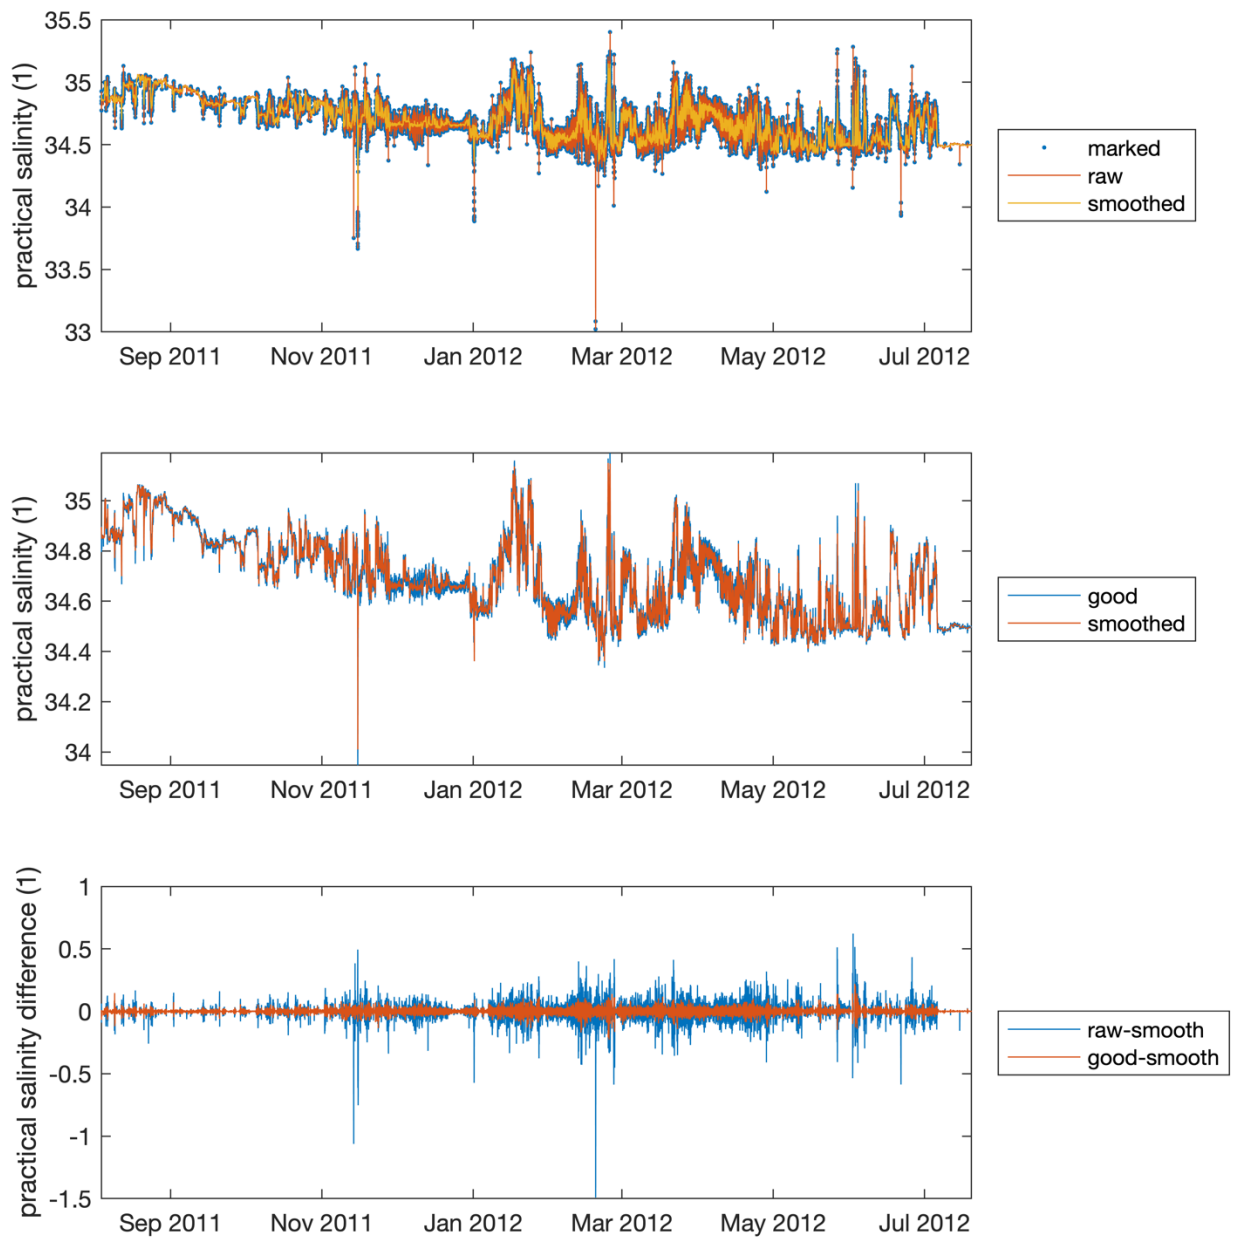 practical salinity (1)
35.5
35
34.5
34
33.5
33
Sep 2011 Nov 2011 Jan 2012 Mar 2012 May 2012 Jul 2012
marked
raw
smoothed
practical salinity (1)
35
34.8
34.6
34.4
34.2
34
Sep 2011 Nov 2011 Jan 2012 Mar 2012 May 2012 Jul 2012
good
smoothed
practical salinity difference (1)
1
0.5
0
-0.5
-1
-1.5
Sep 2011 Nov 2011 Jan 2012 Mar 2012 May 2012 Jul 2012
raw-smooth
good-smooth